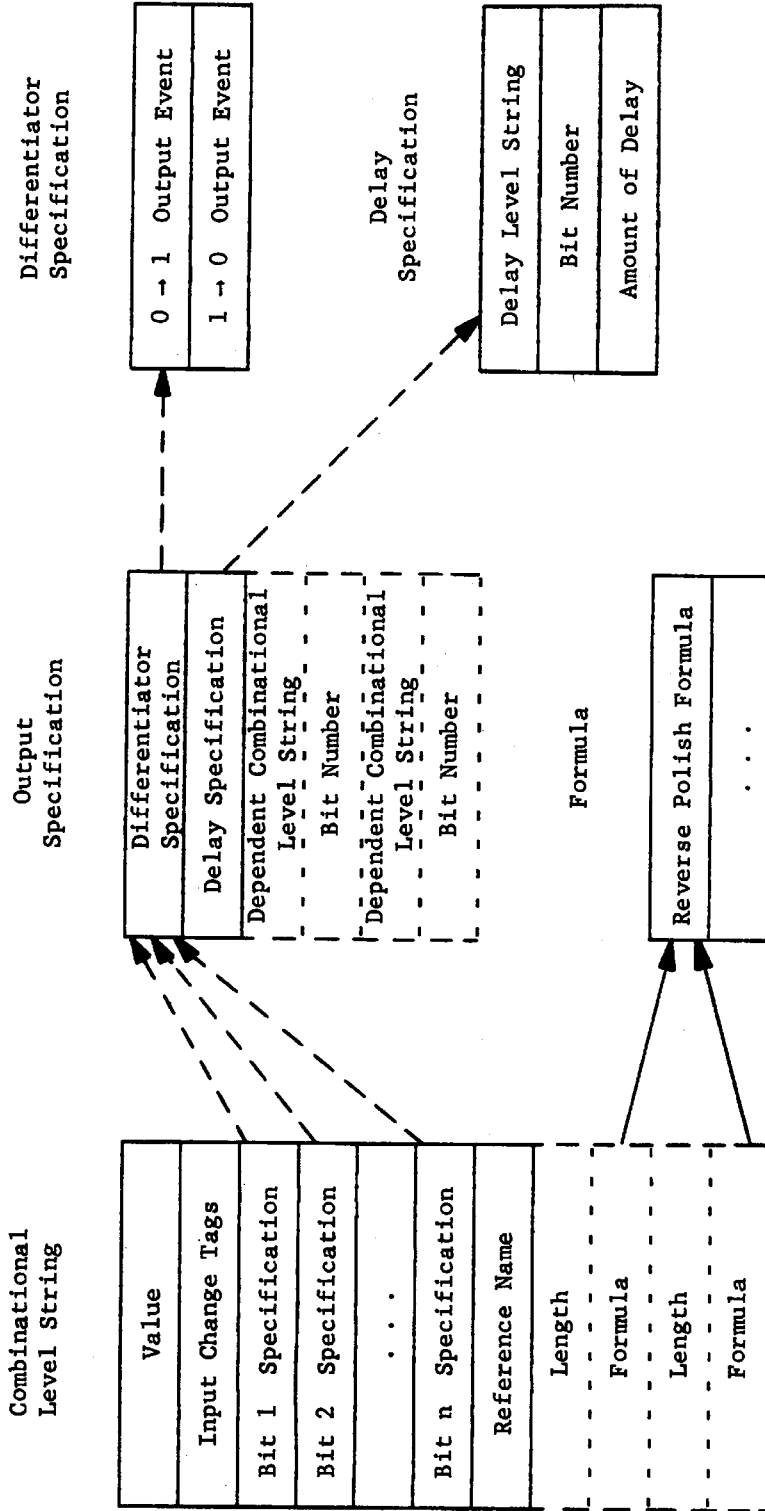 Combinational
Level String
Value
Input Change Tags
Bit 1 Specification
Bit 2 Specification
. . .
Bit n Specification
Reference Name
Length
Formula
Length
Formula
Output
Specification
Differentiator
Specification
Delay Specification
Dependent Combinational
Level String
Bit Number
Dependent Combinational
Level String
Bit Number
Formula
Reverse Polish Formula
. . .
Differentiator
Specification
0 → 1 Output Event
1 → 0 Output Event
Delay
Specification
Delay Level String
Bit Number
Amount of Delay